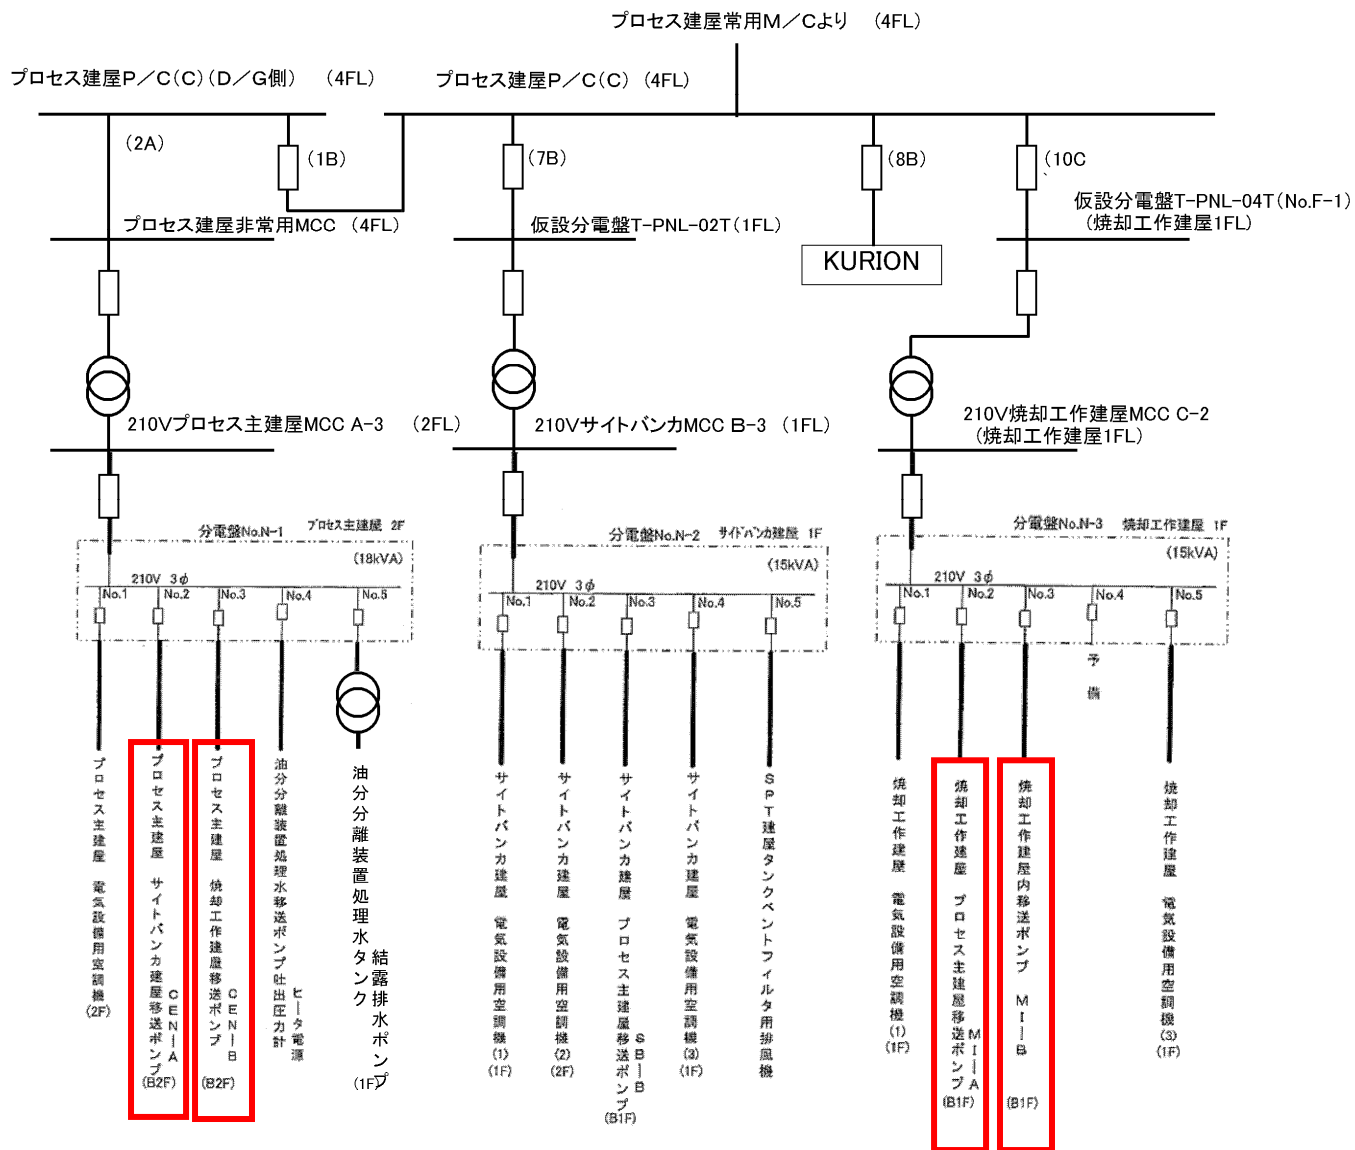 プロセス建屋常用M／Cより　(4FL)
プロセス建屋P／C(C)(D／G側)　(4FL)
プロセス建屋P／C(C)　(4FL)
(2A)
(1B)
(7B)
(8B)
(10C
プロセス建屋非常用MCC　(4FL)
仮設分電盤T-PNL-02T(1FL)
KURION
仮設分電盤T-PNL-04T(No.F-1)
(焼却工作建屋1FL)
210Vプロセス主建屋MCC A-3　(2FL)
210VサイトバンカMCC B-3　(1FL)
210V焼却工作建屋MCC C-2
(焼却工作建屋1FL)
分電盤No.N-1　プロセス主建屋 2F
(18kVA)
210V 3φ
No.1
No.2
No.3
No.4
No.5
プロセス主建屋　電気設備用空調機(2F)
プロセス主建屋　サイトバンカ建屋移送ポンプ
CEN-A
(B2F)
プロセス主建屋　焼却工作建屋移送ポンプ
CEN-B
(B2F)
油分分離装置処理水移送ポンプ吐出圧力計
ヒータ電源
油分分離装置処理水タンク
結露排水ポンプ
(1F)
分電盤No.N-2　サイトバンカ建屋 1F
(15kVA)
210V 3φ
No.1
No.2
No.3
No.4
No.5
サイトバンカ建屋　電気設備用空調機(1)(1F)
サイトバンカ建屋　電気設備用空調機(2)(2F)
サイトバンカ建屋　プロセス主建屋移送ポンプ
SB-B
(B1F)
サイトバンカ建屋　電気設備用空調機(3)(1F)
SPT建屋タンクベントフィルタ用排風機
分電盤No.N-3　焼却工作建屋 1F
(15kVA)
210V 3φ
No.1
No.2
No.3
No.4
No.5
焼却工作建屋　電気設備用空調機(1)(1F)
焼却工作建屋　プロセス主建屋移送ポンプ
MI-A
(B1F)
焼却工作建屋内移送ポンプ　MI-B
(B1F)
予備
焼却工作建屋　電気設備用空調機(3)(1F)